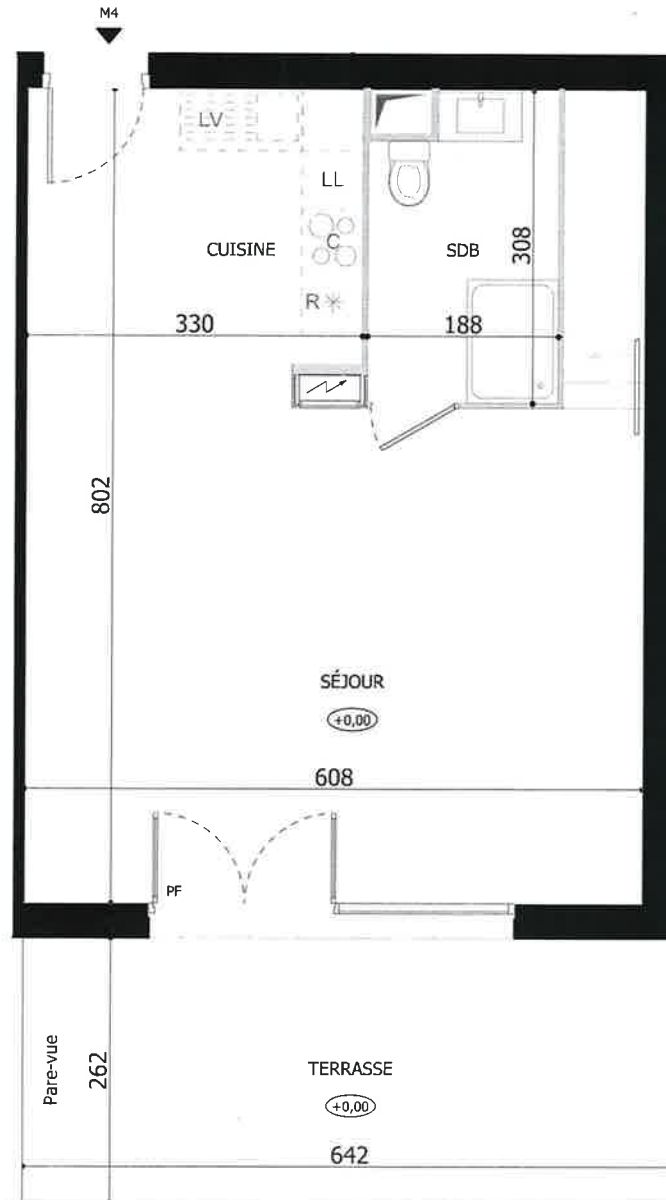 M4
LV
LL
CUISINE
C
SDB
308
R
330
188
802
SÉJOUR
+0,00
608
PF
Pare-vue
262
TERRASSE
+0,00
642